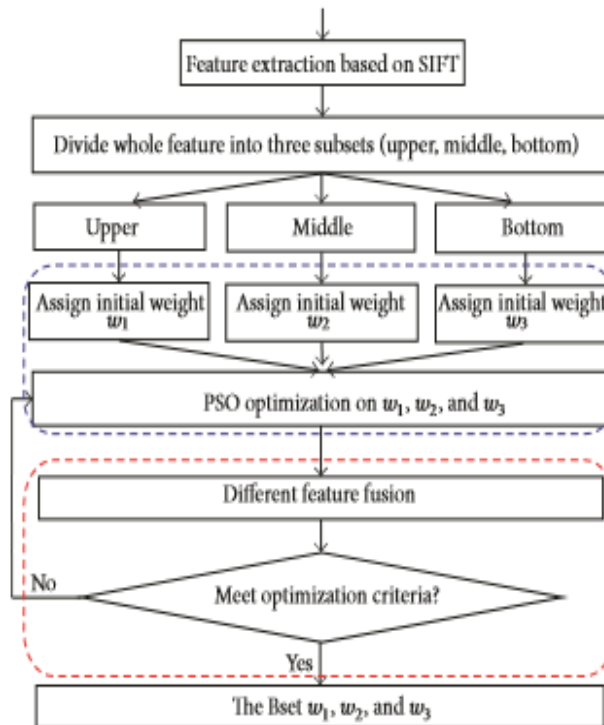 Feature extraction based on SIFT
Divide whole feature into three subsets (upper, middle, bottom)
Upper
Middle
Bottom
Assign initial weight
w1
Assign initial weight
w2
Assign initial weight
w3
PSO optimization on w1, w2, and w3
Different feature fusion
No
Meet optimization criteria?
Yes
The Bset w1, w2, and w3